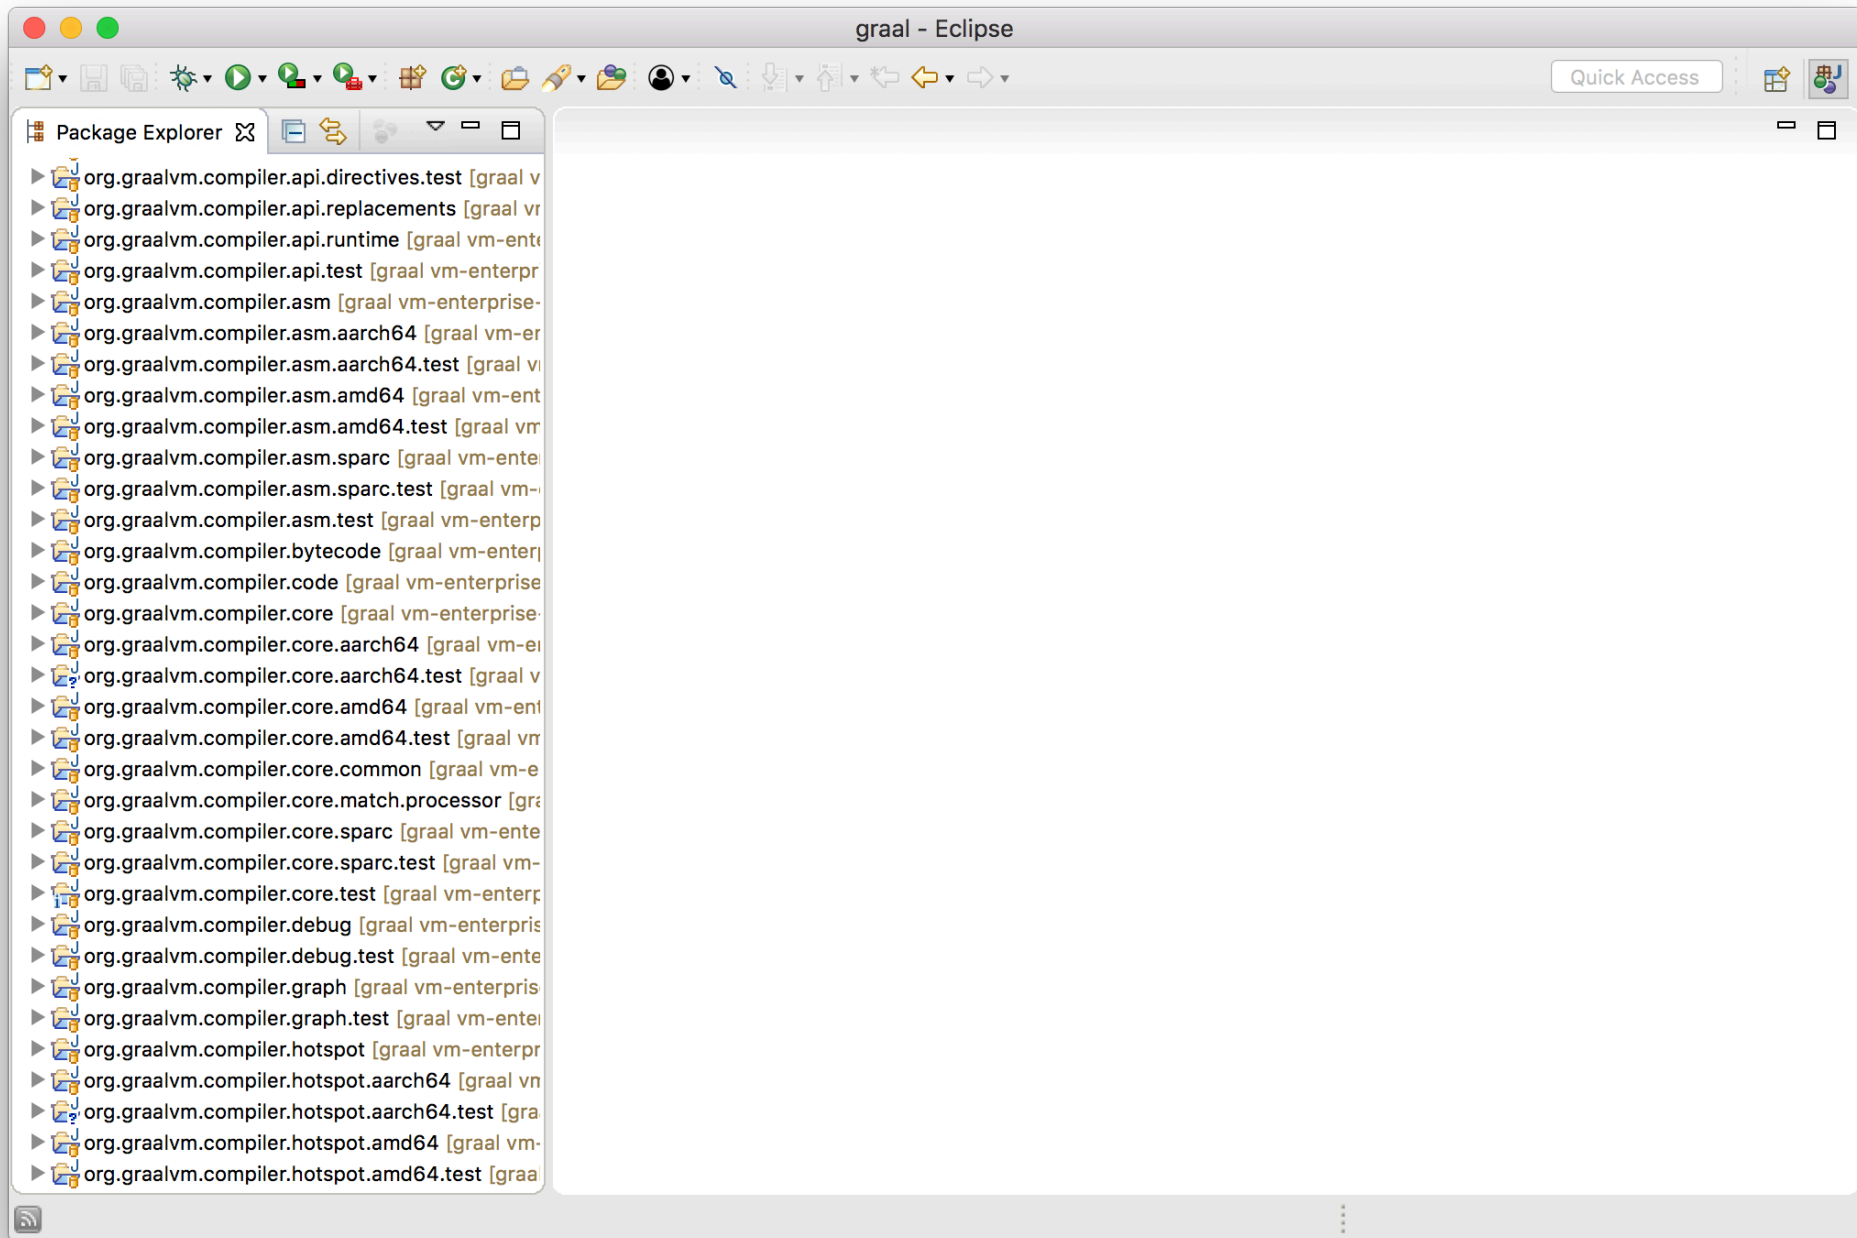 graal - Eclipse
Quick Access
Package Explorer
org.graalvm.compiler.api.directives.test [graal v
org.graalvm.compiler.api.replacements [graal vr
org.graalvm.compiler.api.runtime [graal vm-ente
org.graalvm.compiler.api.test [graal vm-enterpr
org.graalvm.compiler.asm [graal vm-enterprise-
org.graalvm.compiler.asm.aarch64 [graal vm-er
org.graalvm.compiler.asm.aarch64.test [graal v
org.graalvm.compiler.asm.amd64 [graal vm-ent
org.graalvm.compiler.asm.amd64.test [graal vm
org.graalvm.compiler.asm.sparc [graal vm-ente
org.graalvm.compiler.asm.sparc.test [graal vm-
org.graalvm.compiler.asm.test [graal vm-enterp
org.graalvm.compiler.bytecode [graal vm-enterp
org.graalvm.compiler.code [graal vm-enterprise
org.graalvm.compiler.core [graal vm-enterprise-
org.graalvm.compiler.core.aarch64 [graal vm-e
org.graalvm.compiler.core.aarch64.test [graal v
org.graalvm.compiler.core.amd64 [graal vm-ent
org.graalvm.compiler.core.amd64.test [graal vm
org.graalvm.compiler.core.common [graal vm-e
org.graalvm.compiler.core.match.processor [gra
org.graalvm.compiler.core.sparc [graal vm-ente
org.graalvm.compiler.core.sparc.test [graal vm-
org.graalvm.compiler.core.test [graal vm-enterp
org.graalvm.compiler.debug [graal vm-enterpris
org.graalvm.compiler.debug.test [graal vm-ente
org.graalvm.compiler.graph [graal vm-enterpris
org.graalvm.compiler.graph.test [graal vm-enter
org.graalvm.compiler.hotspot [graal vm-enterpr
org.graalvm.compiler.hotspot.aarch64 [graal vm
org.graalvm.compiler.hotspot.aarch64.test [graa
org.graalvm.compiler.hotspot.amd64 [graal vm-
org.graalvm.compiler.hotspot.amd64.test [graal